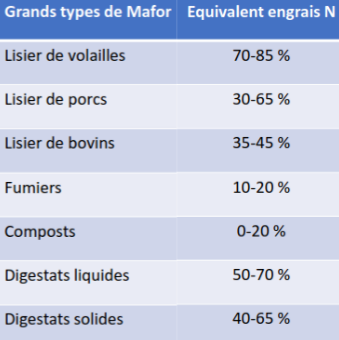 Grands types de Mafor Equivalent engrais N
Lisier de volailles 70-85 %
Lisier de porcs 30-65 %
Lisier de bovins 35-45 %
Fumiers 10-20 %
Composts 0-20 %
Digestats liquides 50-70 %
Digestats solides 40-65 %